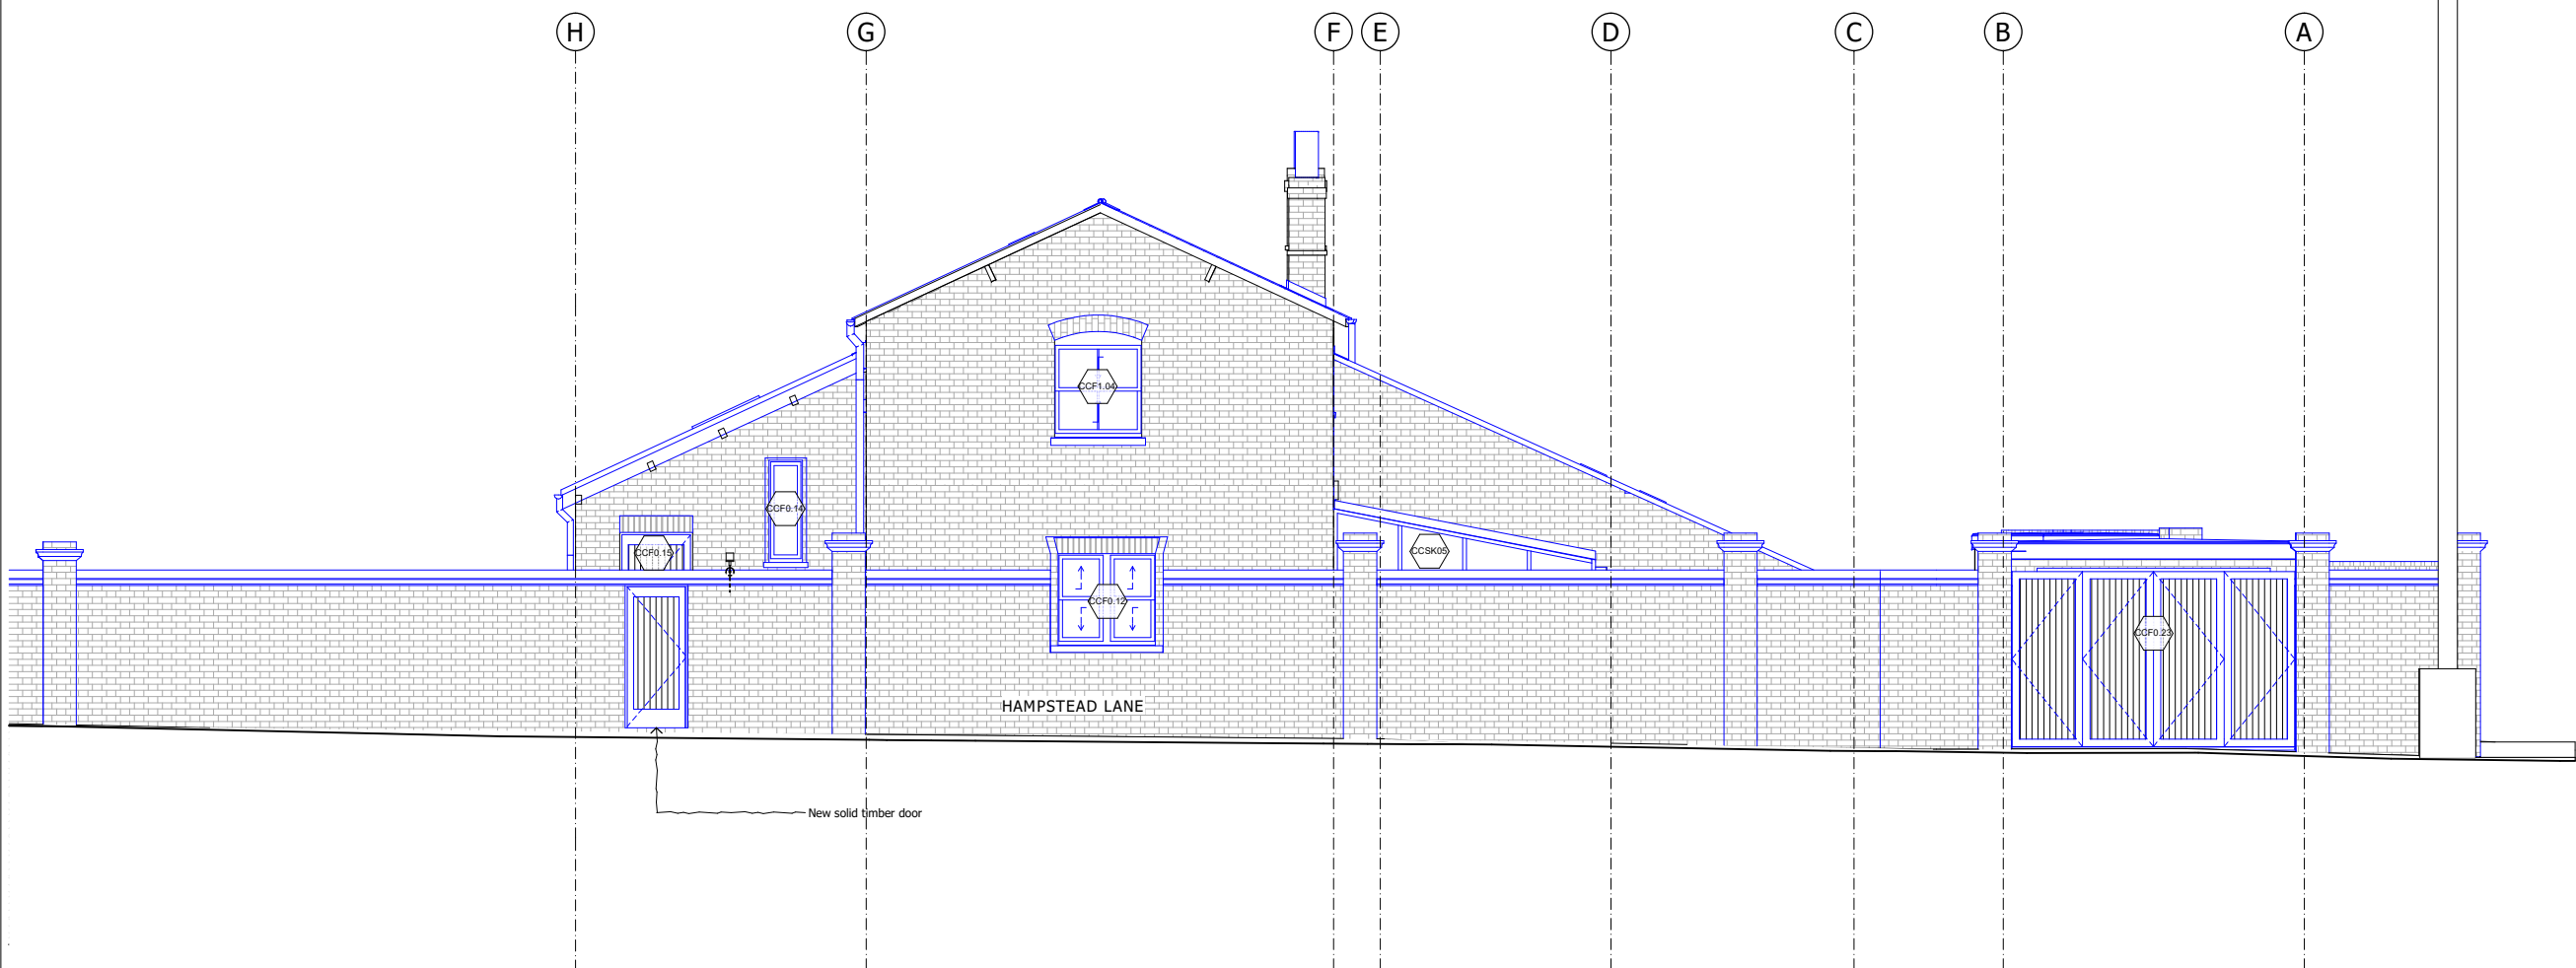 H G F E D C B A
CCF1.04
CCF0.14
CCF0.15
CCSK05
CCF0.12
CCF0.23
HAMPSTEAD LANE
New solid timber door